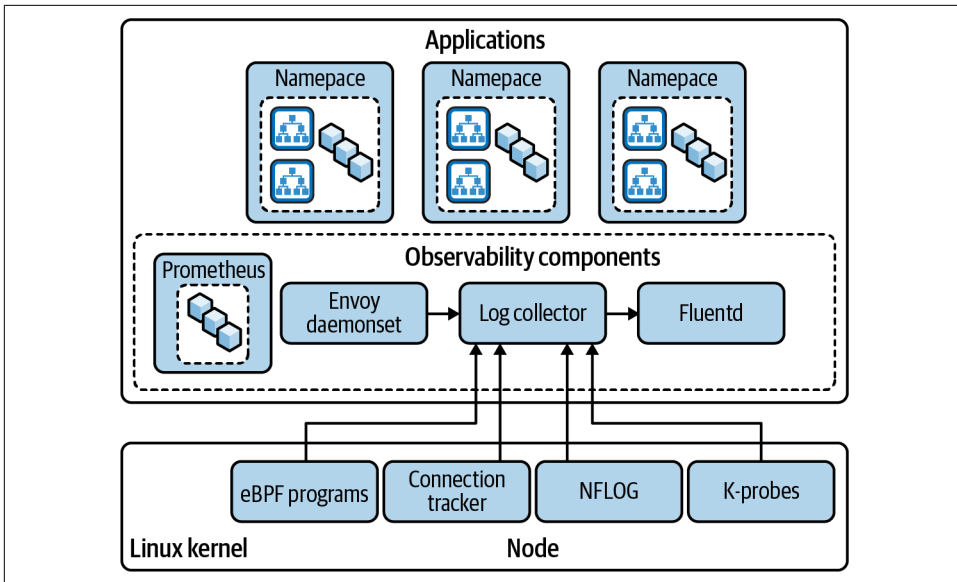 Applications
Namepace
Namepace
Namepace
Observability components
Prometheus
Envoy
daemonset
Log collector
Fluentd
eBPF programs
Connection
tracker
NFLOG
K-probes
Linux kernel
Node